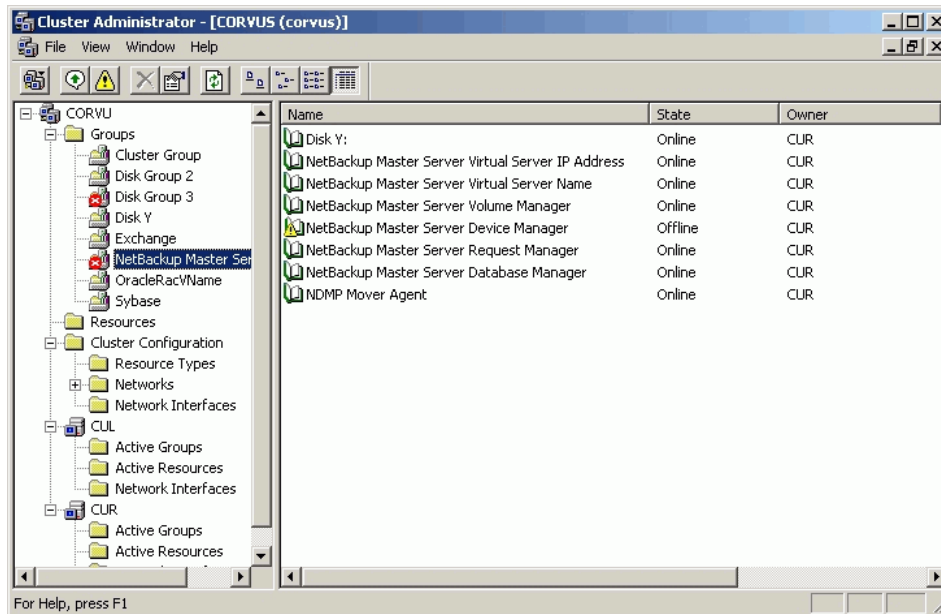 Cluster Administrator - [CORVUS (corvus)]
File View Window Help
CORVU
Groups
Cluster Group
Disk Group 2
Disk Group 3
Disk Y
Exchange
NetBackup Master Ser
OracleRacVName
Sybase
Resources
Cluster Configuration
Resource Types
Networks
Network Interfaces
CUL
Active Groups
Active Resources
Network Interfaces
CUR
Active Groups
Active Resources
Name State Owner
Disk Y: Online CUR
NetBackup Master Server Virtual Server IP Address Online CUR
NetBackup Master Server Virtual Server Name Online CUR
NetBackup Master Server Volume Manager Online CUR
NetBackup Master Server Device Manager Offline CUR
NetBackup Master Server Request Manager Online CUR
NetBackup Master Server Database Manager Online CUR
NDMP Mover Agent Online CUR
For Help, press F1